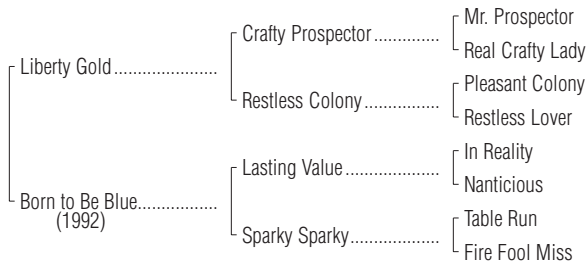 Mr. Prospector
Crafty Prospector
Real Crafty Lady
Liberty Gold
Pleasant Colony
Restless Colony
Restless Lover
In Reality
Lasting Value
Nanticious
Born to Be Blue
(1992)
Table Run
Sparky Sparky
Fire Fool Miss